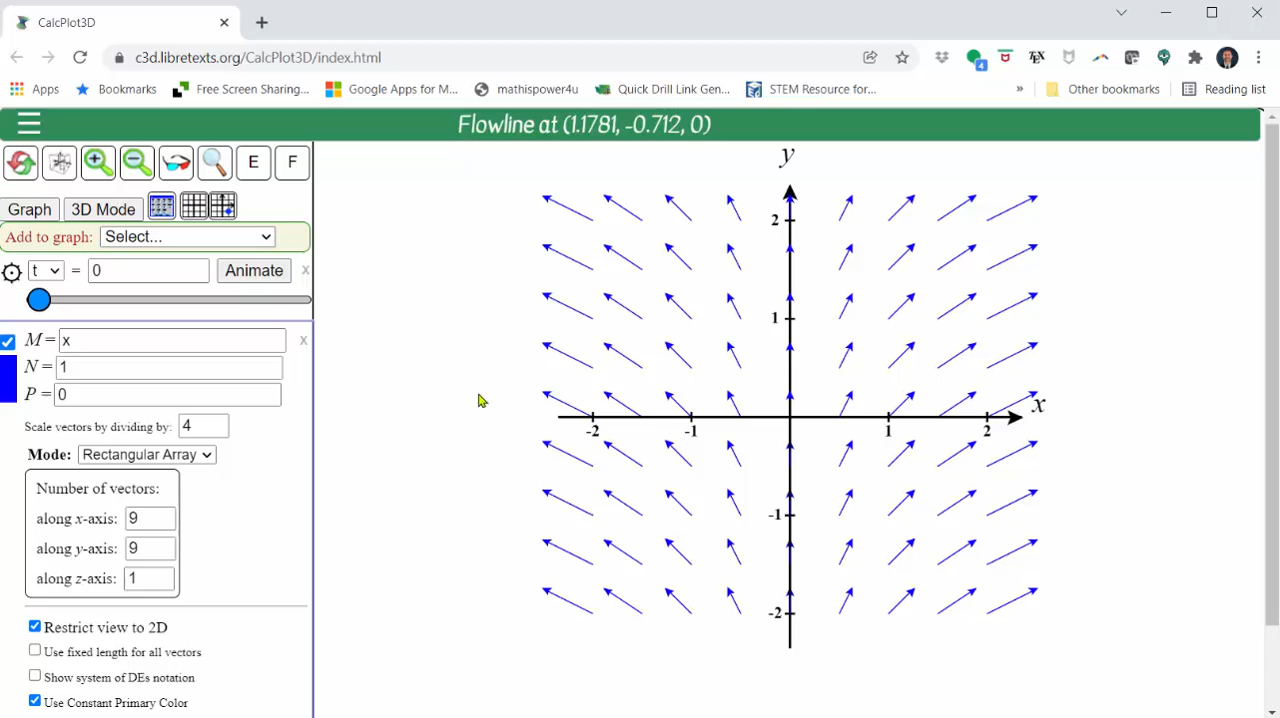 CalcPlot3D
c3d.libretexts.org/CalcPlot3D/index.html
4
TEX
Apps Bookmarks Free Screen Sharing... Google Apps for M... mathispower4u Quick Drill Link Gen... STEM Resource for... » Other bookmarks Reading list
Flowline at (1.1781, -0.712, 0)
E F
Graph 3D Mode
Add to graph: Select...
t = 0 Animate x
M = x x
N = 1
P = 0
Scale vectors by dividing by: 4
Mode: Rectangular Array
Number of vectors:
along x-axis: 9
along y-axis: 9
along z-axis: 1
Restrict view to 2D
Use fixed length for all vectors
Show system of DEs notation
Use Constant Primary Color
y
2
1
x
-2 -1 1 2
-1
-2